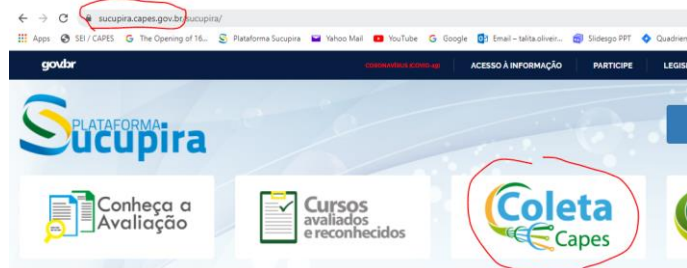 sucupira.capes.gov.br/sucupira/
Apps SEI / CAPES The Opening of 16... Plataforma Sucupira Yahoo Mail YouTube Google Email – talita.oliveir... Slidesgo PPT Quadrien
gov.br CORONAVÍRUS (COVID-19) ACESSO À INFORMAÇÃO PARTICIPE LEGIS
PLATAFORMA
Sucupira
Conheça a
Avaliação
Cursos
avaliados
e reconhecidos
Coleta
Capes